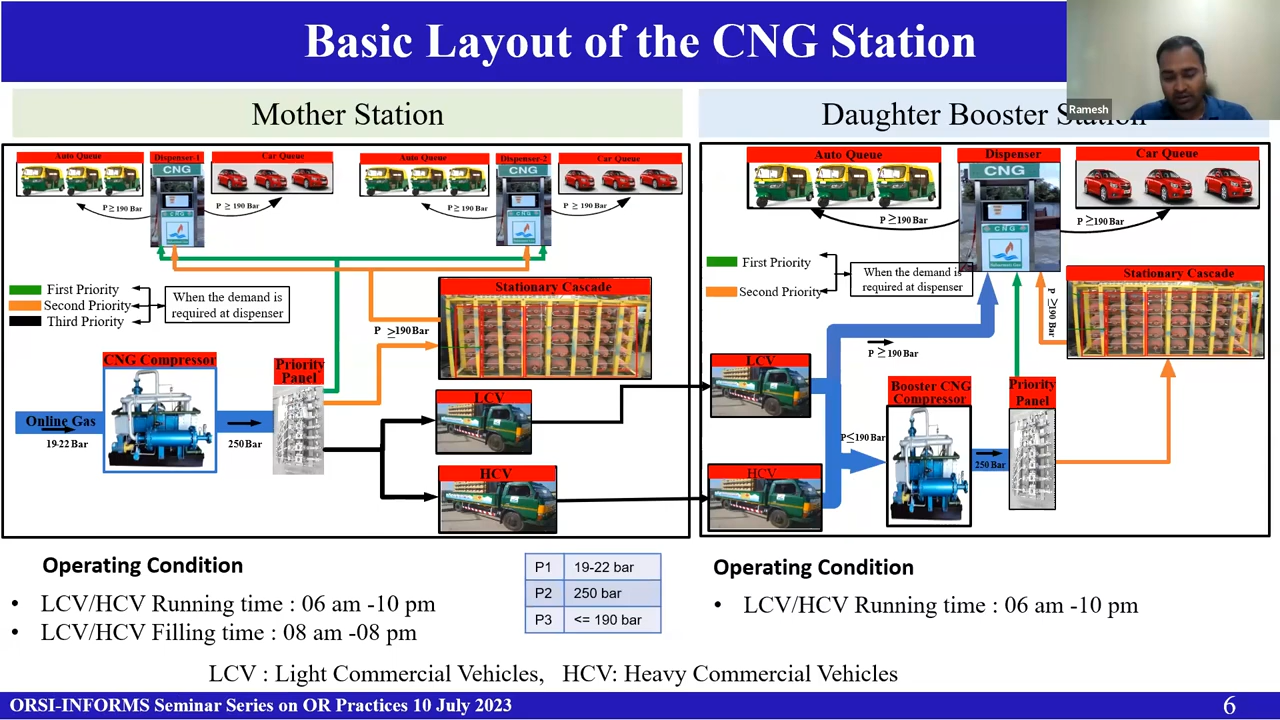 Basic Layout of the CNG Station
Ramesh
Mother Station
Daughter Booster Station
Auto Queue
Dispenser-1
CNG
Car Queue
P ≥ 190 Bar
P ≥ 190 Bar
Auto Queue
Dispenser-2
CNG
Car Queue
P ≥ 190 Bar
P ≥ 190 Bar
First Priority
Second Priority
Third Priority
When the demand is
required at dispenser
Stationary Cascade
P ≥190Bar
CNG Compressor
Priority
Panel
Online Gas
19-22 Bar
250 Bar
LCV
HCV
Auto Queue
Dispenser
CNG
CNG
Car Queue
P ≥190 Bar
P ≥190 Bar
First Priority
Second Priority
When the demand is
required at dispenser
Stationary Cascade
P ≥190 Bar
P ≥ 190 Bar
LCV
Booster CNG
Compressor
Priority
Panel
P≤190 Bar
250 Bar
HCV
Operating Condition
• LCV/HCV Running time : 06 am -10 pm
• LCV/HCV Filling time : 08 am -08 pm
P1 19-22 bar
P2 250 bar
P3 <= 190 bar
Operating Condition
• LCV/HCV Running time : 06 am -10 pm
LCV : Light Commercial Vehicles, HCV: Heavy Commercial Vehicles
ORSI-INFORMS Seminar Series on OR Practices 10 July 2023
6